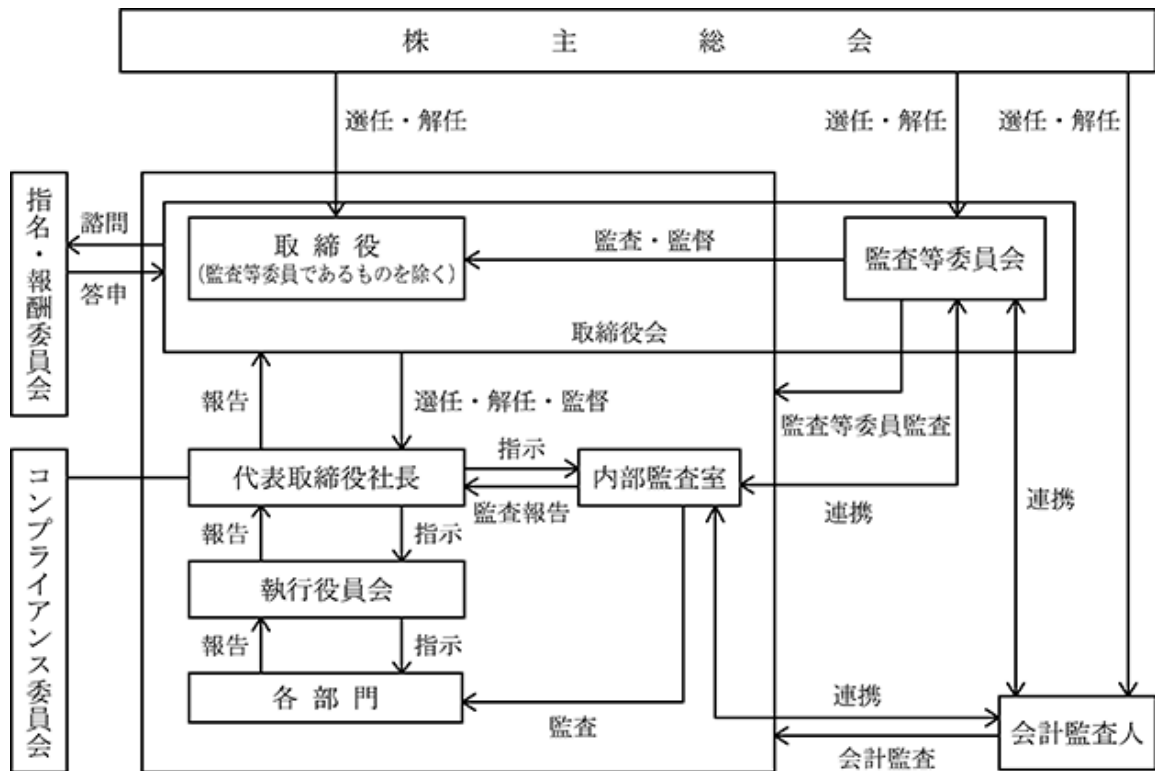 株主総会
選任・解任
選任・解任
選任・解任
指名・報酬委員会
諮問
答申
取締役
(監査等委員であるものを除く)
監査・監督
監査等委員会
取締役会
報告
選任・解任・監督
監査等委員監査
コンプライアンス委員会
代表取締役社長
指示
監査報告
内部監査室
連携
連携
報告
指示
執行役員会
報告
指示
各部門
監査
連携
会計監査
会計監査人